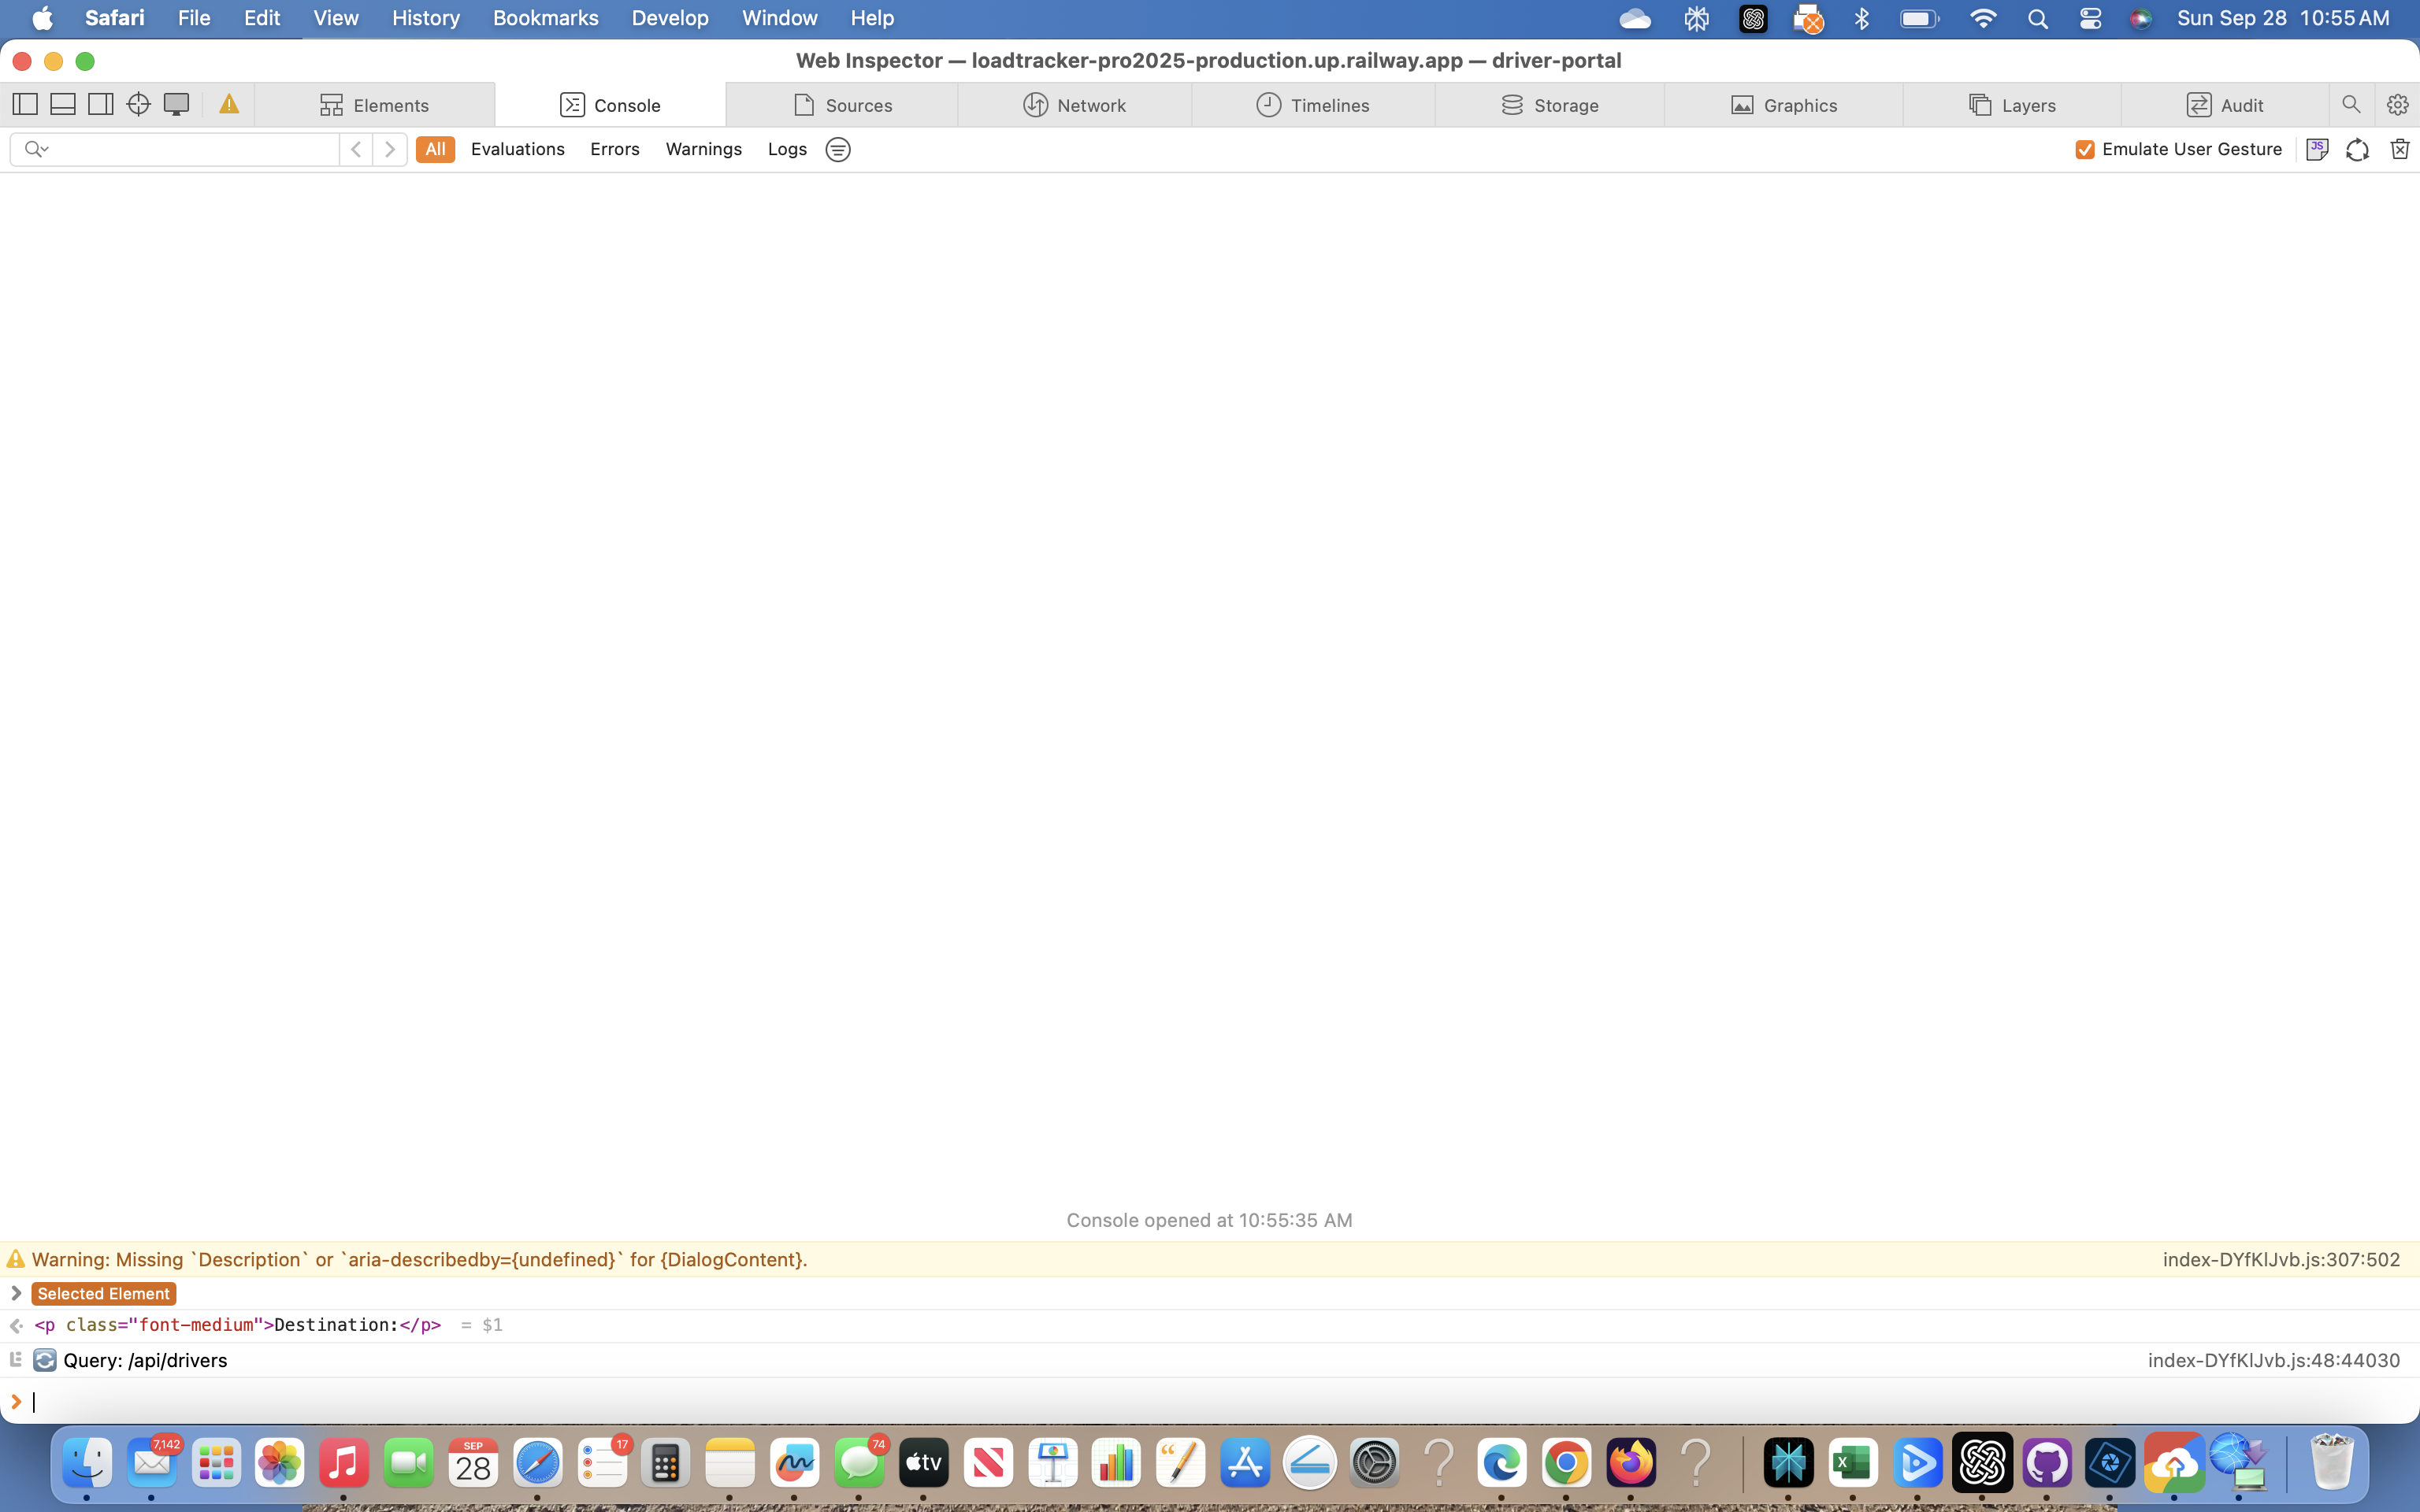 Safari File Edit View History Bookmarks Develop Window Help Sun Sep 28 10:55 AM
Web Inspector — loadtracker-pro2025-production.up.railway.app — driver-portal
Elements Console Sources Network Timelines Storage Graphics Layers Audit
All Evaluations Errors Warnings Logs Emulate User Gesture JS
Console opened at 10:55:35 AM
Warning: Missing `Description` or `aria-describedby={undefined}` for {DialogContent}. index-DYfKlJvb.js:307:502
Selected Element
<p class="font-medium">Destination:</p> = $1
Query: /api/drivers index-DYfKlJvb.js:48:44030
7,142 SEP 28 17 74 tv X